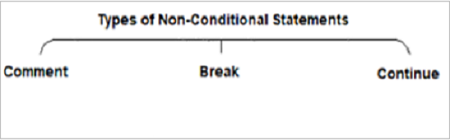 Types of Non-Conditional Statements
Comment Break Continue